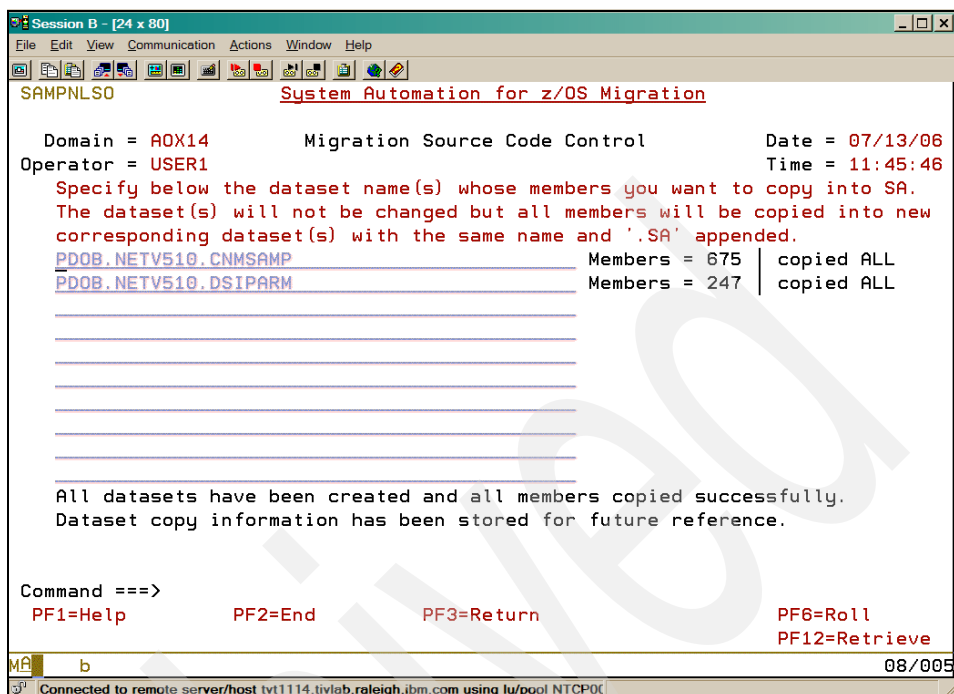 Session B - [24 x 80]
File Edit View Communication Actions Window Help
SAMPNLSO System Automation for z/OS Migration
Domain = AOX14 Migration Source Code Control Date = 07/13/06
Operator = USER1 Time = 11:45:46
Specify below the dataset name(s) whose members you want to copy into SA.
The dataset(s) will not be changed but all members will be copied into new
corresponding dataset(s) with the same name and '.SA' appended.
PDOB.NETV510.CNMSAMP Members = 675 | copied ALL
PDOB.NETV510.DSIPARM Members = 247 | copied ALL
All datasets have been created and all members copied successfully.
Dataset copy information has been stored for future reference.
Command ===>
PF1=Help PF2=End PF3=Return PF6=Roll
PF12=Retrieve
MA b 08/005
Connected to remote server/host tvt1114.tivlab.raleigh.ibm.com using lu/pool